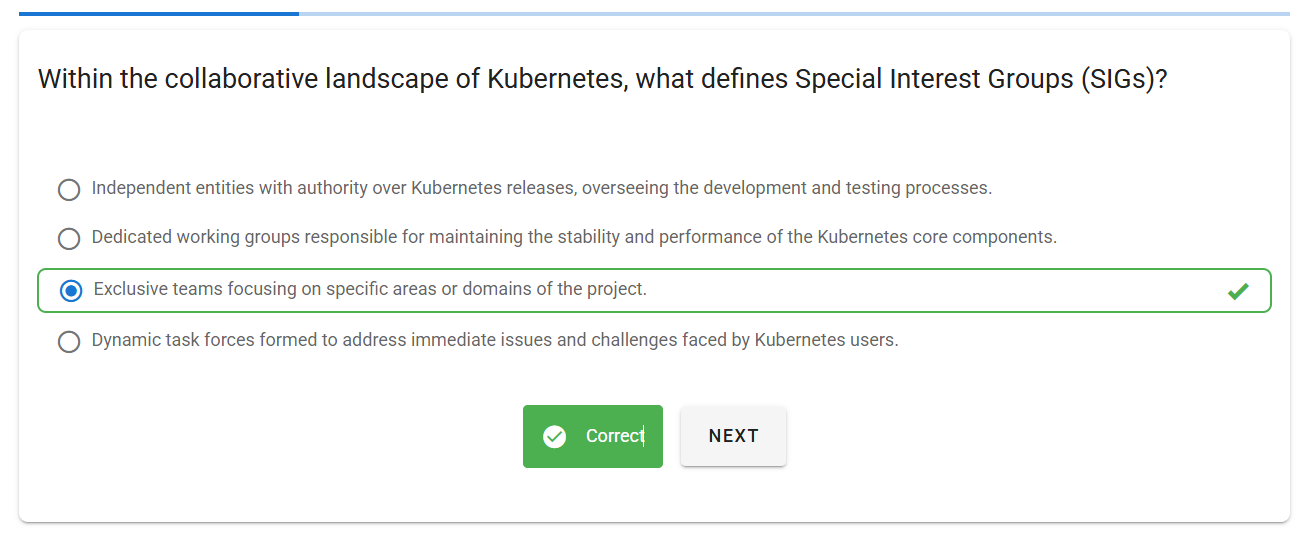 Within the collaborative landscape of Kubernetes, what defines Special Interest Groups (SIGs)?
Independent entities with authority over Kubernetes releases, overseeing the development and testing processes.
Dedicated working groups responsible for maintaining the stability and performance of the Kubernetes core components.
Exclusive teams focusing on specific areas or domains of the project.
Dynamic task forces formed to address immediate issues and challenges faced by Kubernetes users.
Correct
NEXT